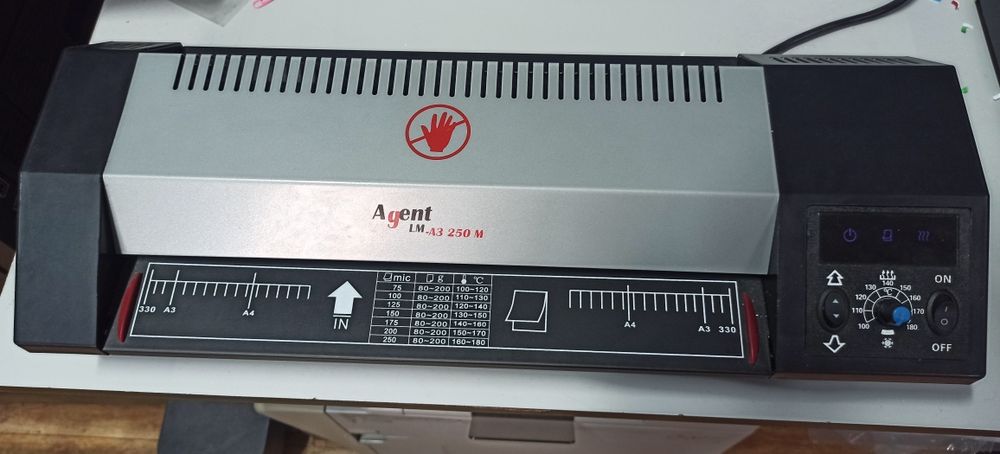 Agent
LM-A3 250 M
mic g °C
75 80~200 100~120
100 80~200 110~130
125 80~200 120~140
150 80~200 130~150
175 80~200 140~160
200 80~200 150~170
250 80~200 160~180
330 A3 A4
IN
A4 A3 330
140
130 150
°C
120 160
110 170
100 180
ON
I
O
OFF